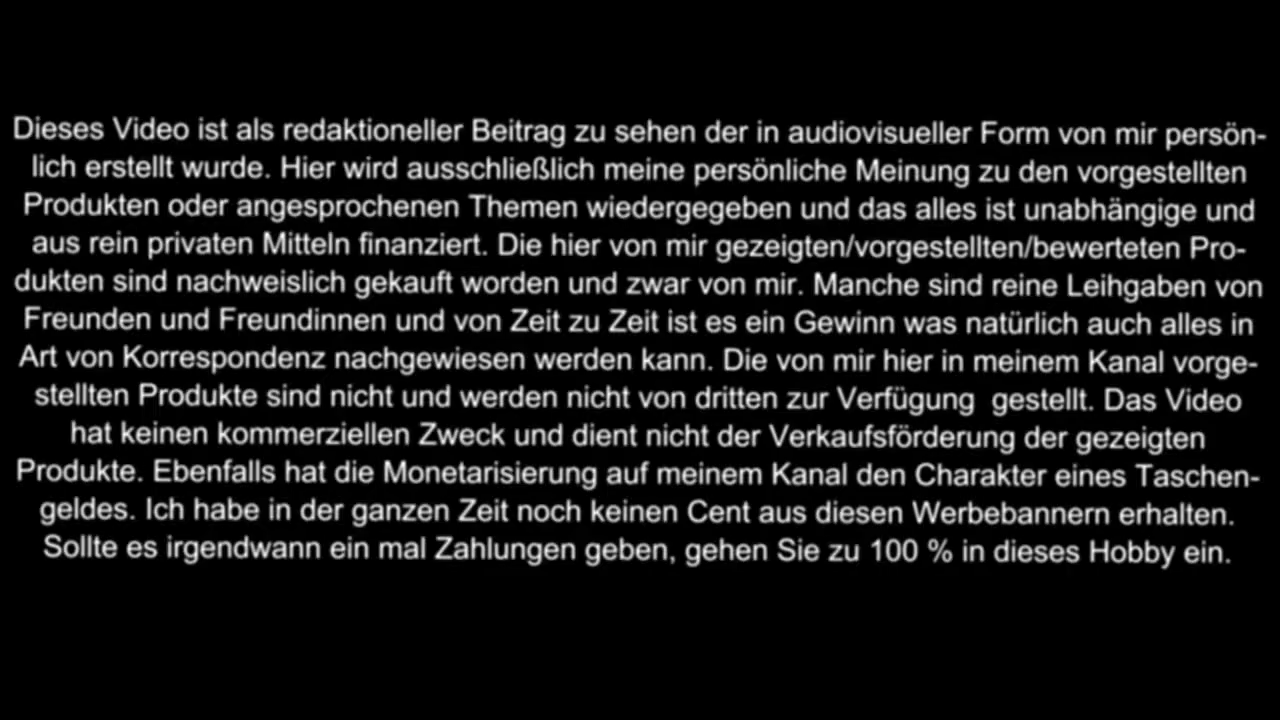 Dieses Video ist als redaktioneller Beitrag zu sehen der in audiovisueller Form von mir persön-
lich erstellt wurde. Hier wird ausschließlich meine persönliche Meinung zu den vorgestellten
Produkten oder angesprochenen Themen wiedergegeben und das alles ist unabhängige und
aus rein privaten Mitteln finanziert. Die hier von mir gezeigten/vorgestellten/bewerteten Pro-
dukten sind nachweislich gekauft worden und zwar von mir. Manche sind reine Leihgaben von
Freunden und Freundinnen und von Zeit zu Zeit ist es ein Gewinn was natürlich auch alles in
Art von Korrespondenz nachgewiesen werden kann. Die von mir hier in meinem Kanal vorge-
stellten Produkte sind nicht und werden nicht von dritten zur Verfügung  gestellt. Das Video
hat keinen kommerziellen Zweck und dient nicht der Verkaufsförderung der gezeigten
Produkte. Ebenfalls hat die Monetarisierung auf meinem Kanal den Charakter eines Taschen-
geldes. Ich habe in der ganzen Zeit noch keinen Cent aus diesen Werbebannern erhalten.
Sollte es irgendwann ein mal Zahlungen geben, gehen Sie zu 100 % in dieses Hobby ein.